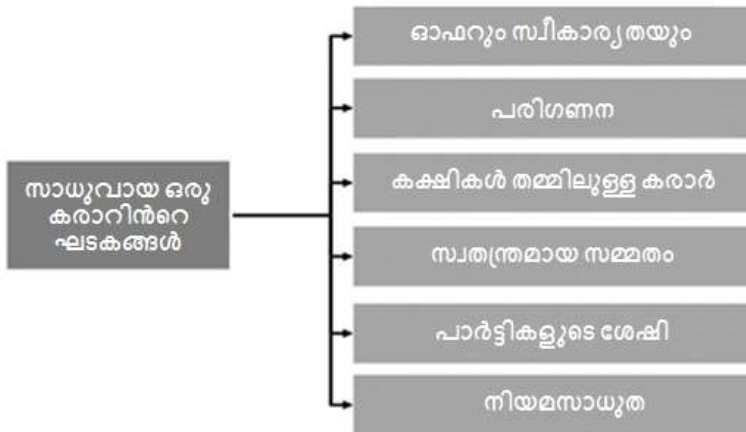 സാധുവായ ഒരു
കരാറിൻറെ
ഘടകങ്ങൾ
ഓഫറും സ്വീകാര്യതയും
പരിഗണന
കക്ഷികൾ തമ്മിലുള്ള കരാർ
സ്വതന്ത്രമായ സമ്മതം
പാർട്ടികളുടെ ശേഷി
നിയമസാധുത